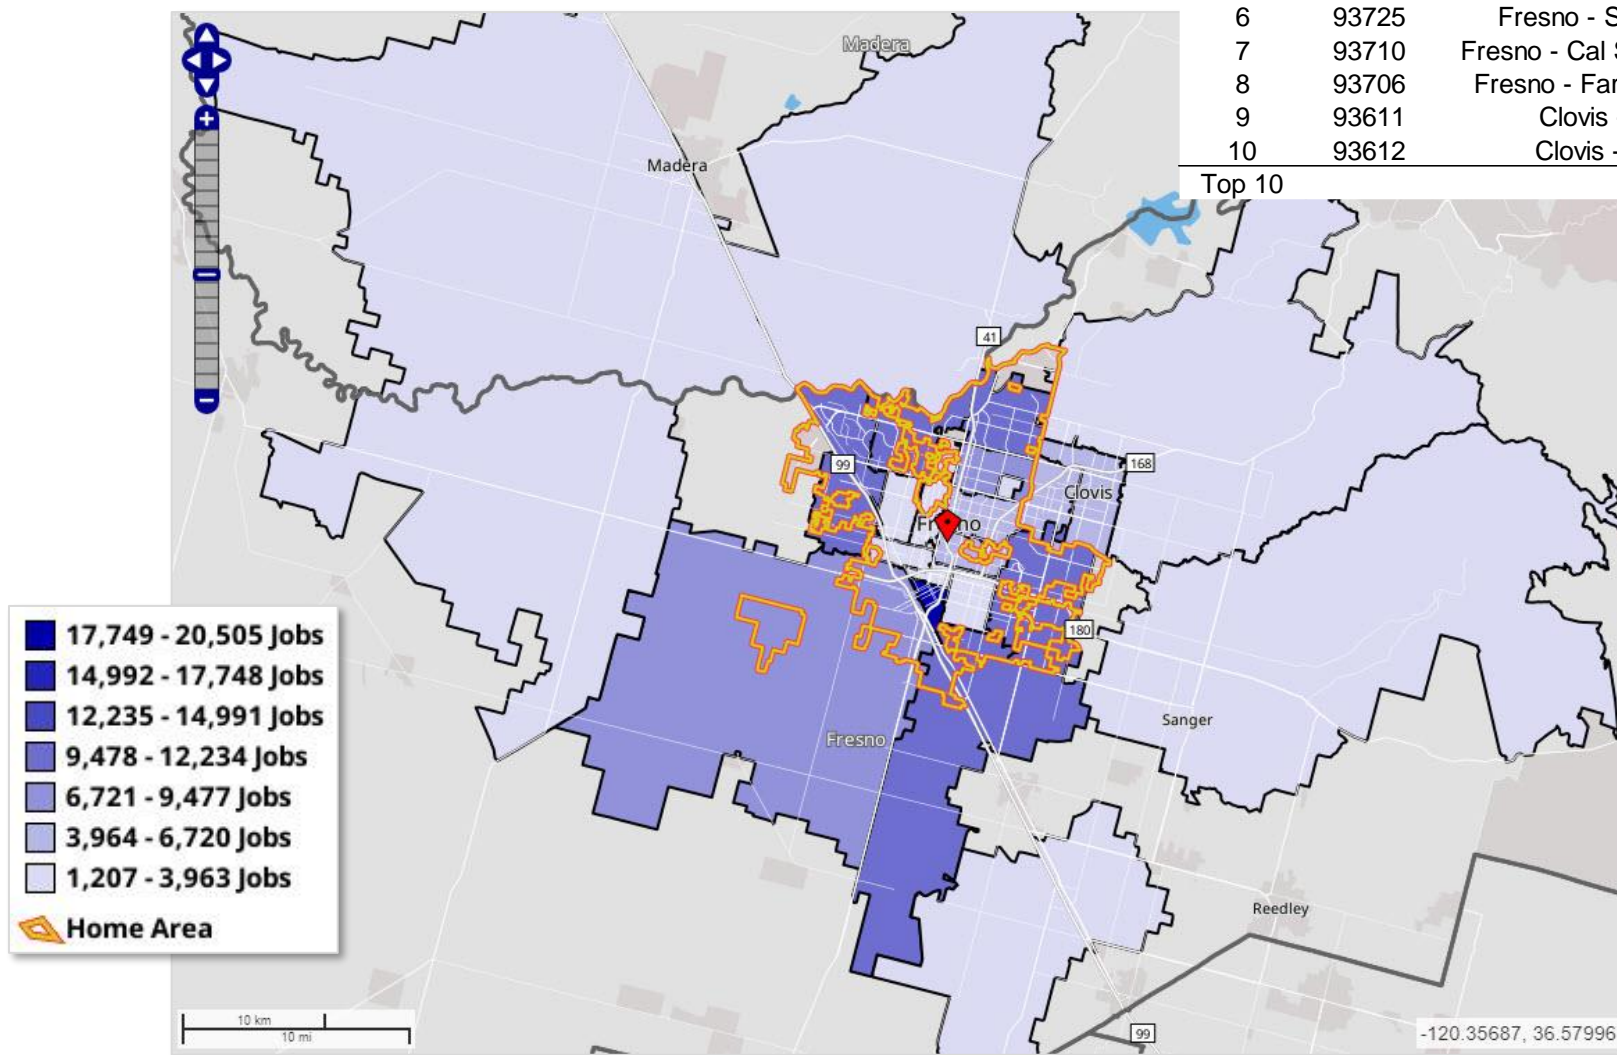 6 93725 Fresno - S
7 93710 Fresno - Cal
8 93706 Fresno - Far
9 93611 Clovis
10 93612 Clovis -
Top 10
Madera
Madera
41
99
168
Clovis
Fresno
180
17,749 - 20,505 Jobs
14,992 - 17,748 Jobs
12,235 - 14,991 Jobs
9,478 - 12,234 Jobs
6,721 - 9,477 Jobs
3,964 - 6,720 Jobs
1,207 - 3,963 Jobs
Home Area
Sanger
Fresno
Reedley
10 km
10 mi
99
-120.35687, 36.57996